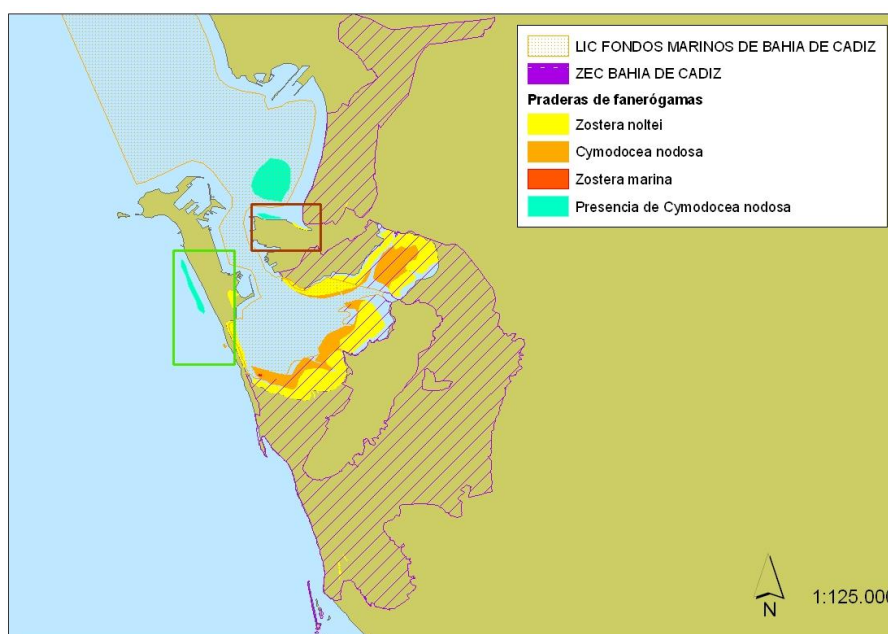 LIC FONDOS MARINOS DE BAHIA DE CADIZ
ZEC BAHIA DE CADIZ
Praderas de fanerógamas
Zostera noltei
Cymodocea nodosa
Zostera marina
Presencia de Cymodocea nodosa
N
1:125.000